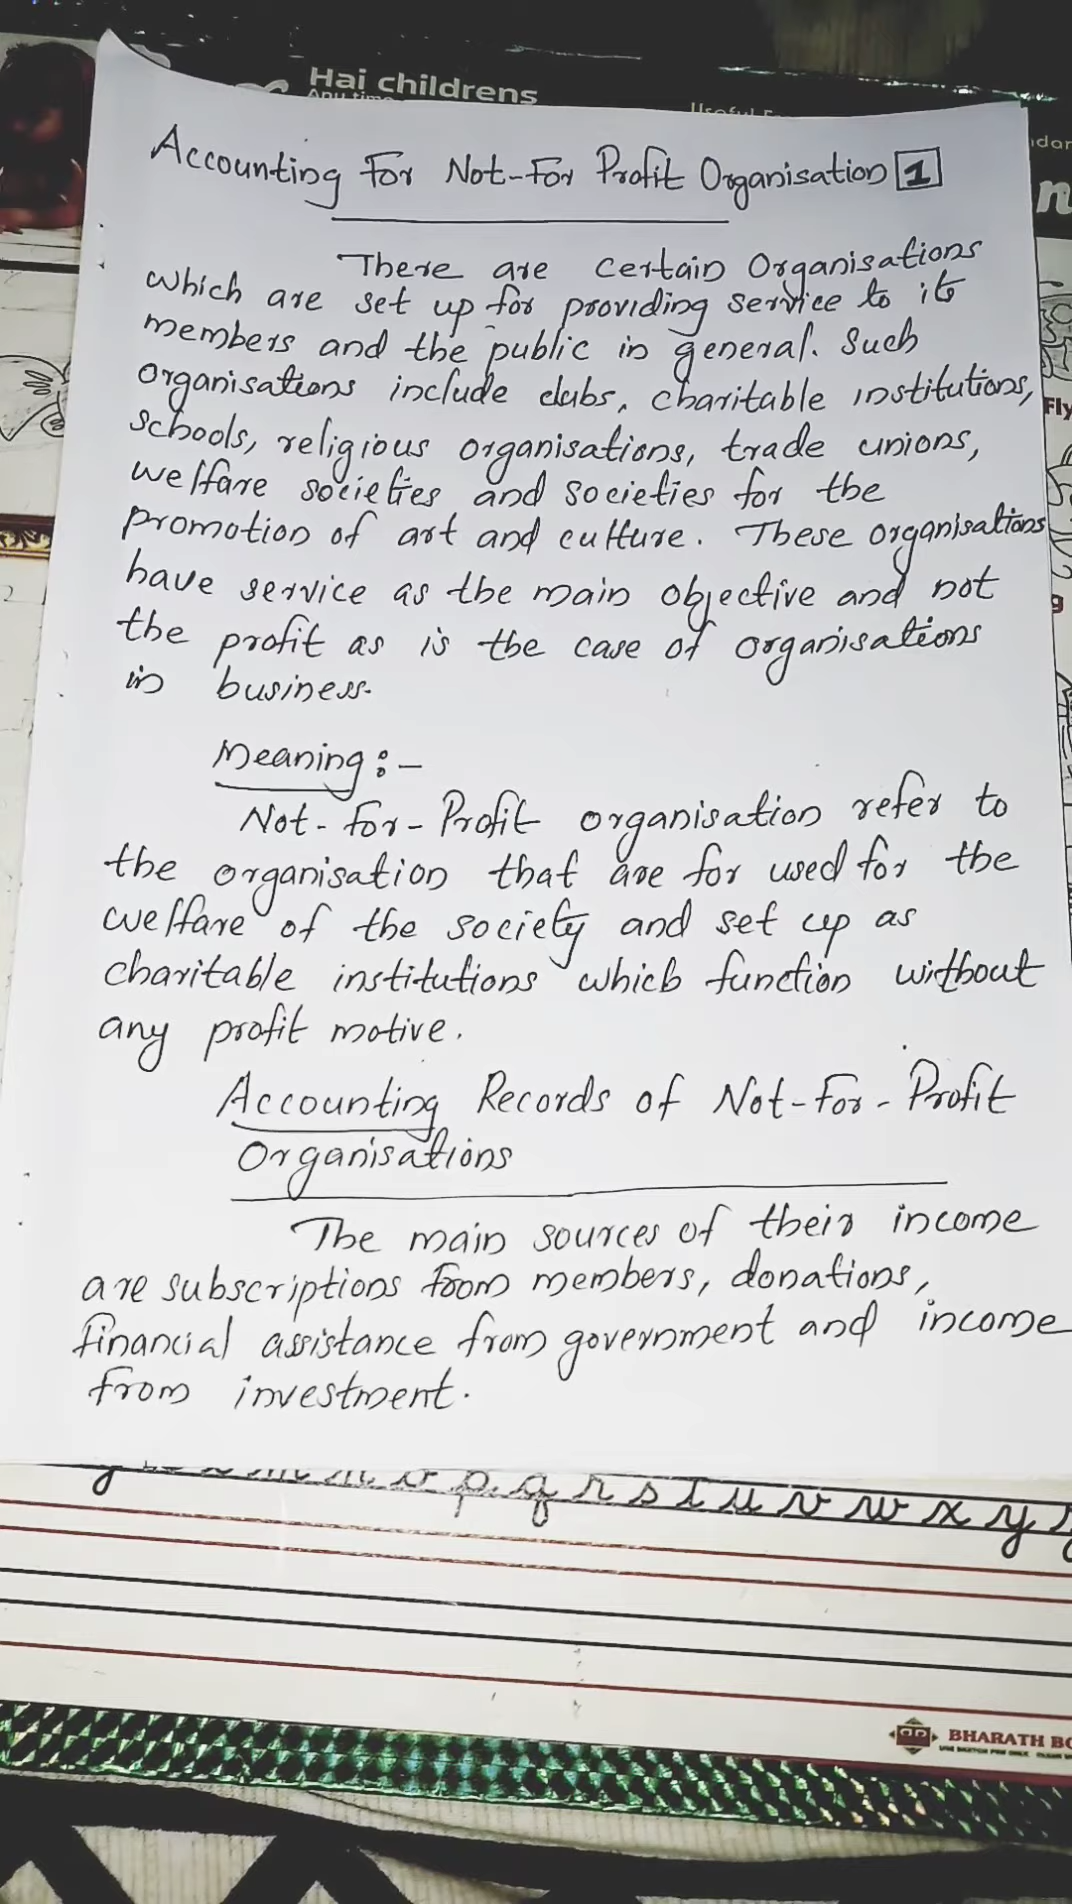 Hai childrens
Any time
Accounting For Not-For Profit Organisation 1
There are certain Organisations
which are set up for providing service to its
members and the public in general. Such
organisations include clubs, charitable institutions,
schools, religious organisations, trade unions,
welfare societies and societies for the
promotion of art and culture. These organisations
have service as the main objective and not
the profit as is the case of organisations
in business.
Meaning :-
Not-for-Profit organisation refer to
the organisation that are for used for the
welfare of the society and set up as
charitable institutions which function without
any profit motive.
Accounting Records of Not-For-Profit
Organisations
The main sources of their income
are subscriptions from members, donations,
financial assistance from government and income
from investment.
p q r s t u v w x y
BHARATH BO